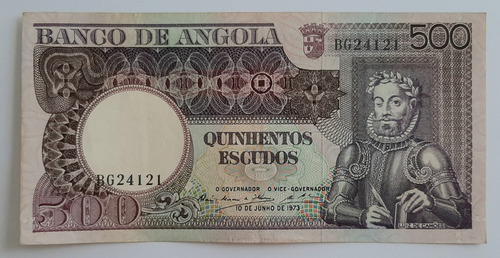 BANCO DE ANGOLA
BG24121 500
QUINHENTOS
ESCUDOS
BG24121
O GOVERNADOR O VICE-GOVERNADOR
500
10 DE JUNHO DE 1973
LUIZ DE CAMÕES